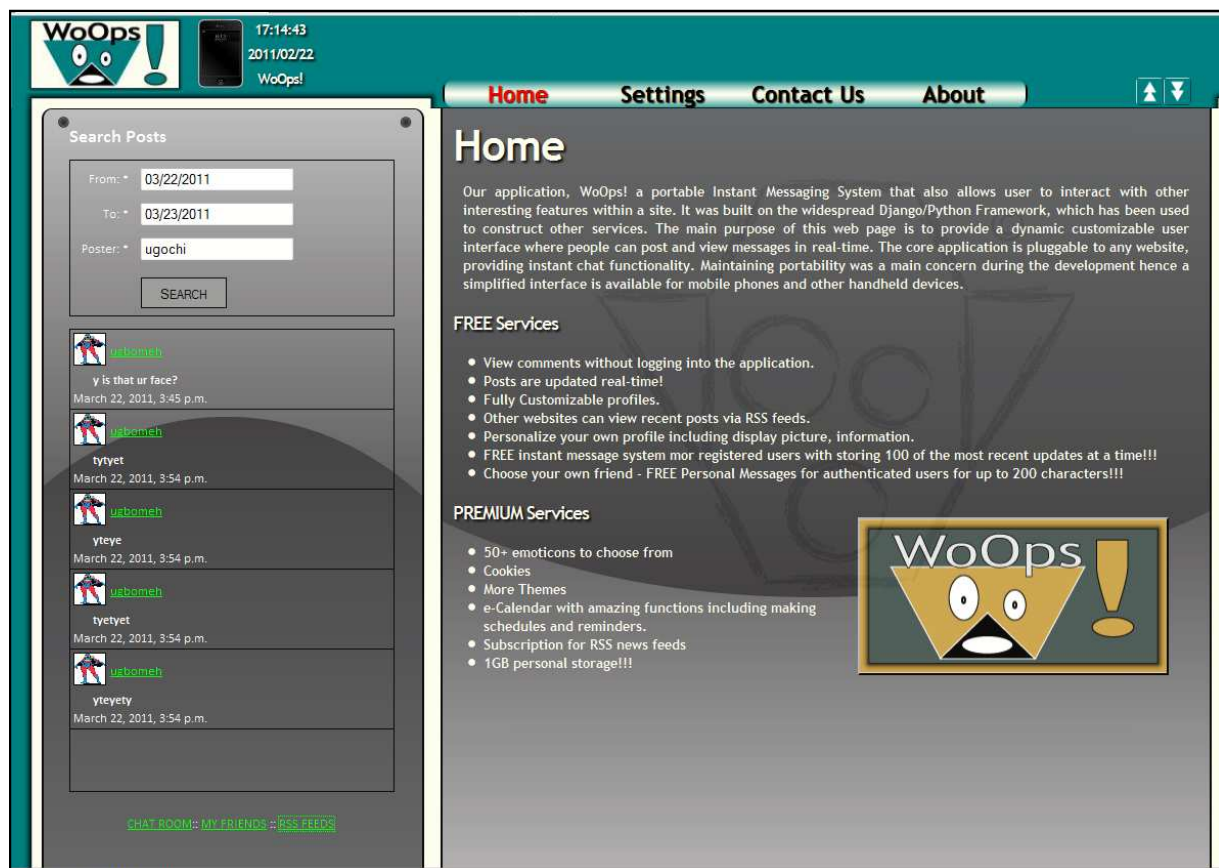 WoOps!
17:14:43
2011/02/22
WoOps!
Home Settings Contact Us About
Search Posts
From: * 03/22/2011
To: * 03/23/2011
Poster: * ugochi
SEARCH
ugbomeh
y is that ur face?
March 22, 2011, 3:45 p.m.
ugbomeh
tytyet
March 22, 2011, 3:54 p.m.
ugbomeh
yteye
March 22, 2011, 3:54 p.m.
ugbomeh
tyetyet
March 22, 2011, 3:54 p.m.
ugbomeh
yteyety
March 22, 2011, 3:54 p.m.
CHAT ROOM:: MY FRIENDS :: RSS FEEDS
Home
Our application, WoOps! a portable Instant Messaging System that also allows user to interact with other
interesting features within a site. It was built on the widespread Django/Python Framework, which has been used
to construct other services. The main purpose of this web page is to provide a dynamic customizable user
interface where people can post and view messages in real-time. The core application is pluggable to any website,
providing instant chat functionality. Maintaining portability was a main concern during the development hence a
simplified interface is available for mobile phones and other handheld devices.
FREE Services
View comments without logging into the application.
Posts are updated real-time!
Fully Customizable profiles.
Other websites can view recent posts via RSS feeds.
Personalize your own profile including display picture, information.
FREE instant message system mor registered users with storing 100 of the most recent updates at a time!!!
Choose your own friend - FREE Personal Messages for authenticated users for up to 200 characters!!!
PREMIUM Services
50+ emoticons to choose from
Cookies
More Themes
e-Calendar with amazing functions including making
schedules and reminders.
Subscription for RSS news feeds
1GB personal storage!!!
WoOps!